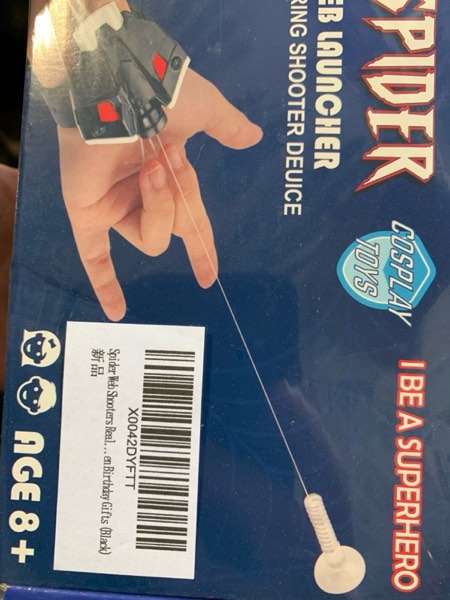 SPIDER
EB LAUNCHER
RING SHOOTER DEUICE
COSPLAY
TOYS
I BE A SUPERHERO
X0042DYFTT
Spider Web Shooters Real...en Birthday Gifts (Black)
新品
AGE 8+